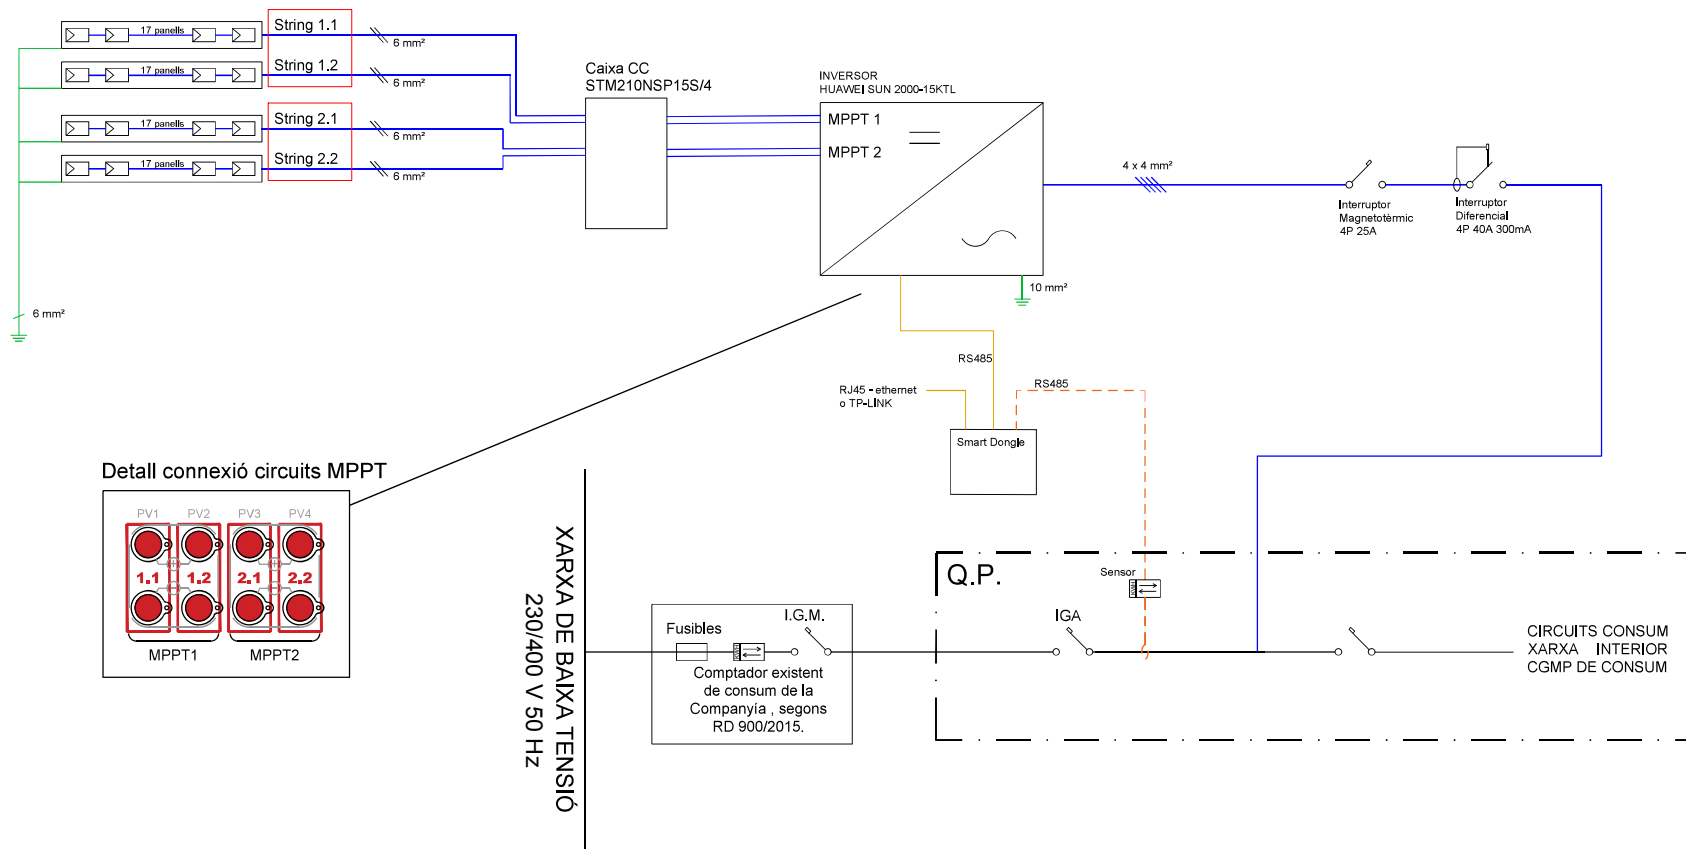 17 panells
String 1.1
6 mm²
17 panells
String 1.2
6 mm²
17 panells
String 2.1
6 mm²
17 panells
String 2.2
6 mm²
6 mm²
Caixa CC
STM210NSP15S/4
INVERSOR
HUAWEI SUN 2000-15KTL
MPPT 1
MPPT 2
10 mm²
4 x 4 mm²
Interruptor
Magnetotèrmic
4P 25A
Interruptor
Diferencial
4P 40A 300mA
RS485
RJ45 - ethernet
o TP-LINK
RS485
Smart Dongle
Detall connexió circuits MPPT
PV1 PV2 PV3 PV4
1.1 1.2 2.1 2.2
MPPT1 MPPT2
XARXA DE BAIXA TENSIÓ
230/400 V 50 Hz
Fusibles
I.G.M.
Comptador existent
de consum de la
Companyía , segons
RD 900/2015.
Q.P.
Sensor
IGA
CIRCUITS CONSUM
XARXA INTERIOR
CGMP DE CONSUM